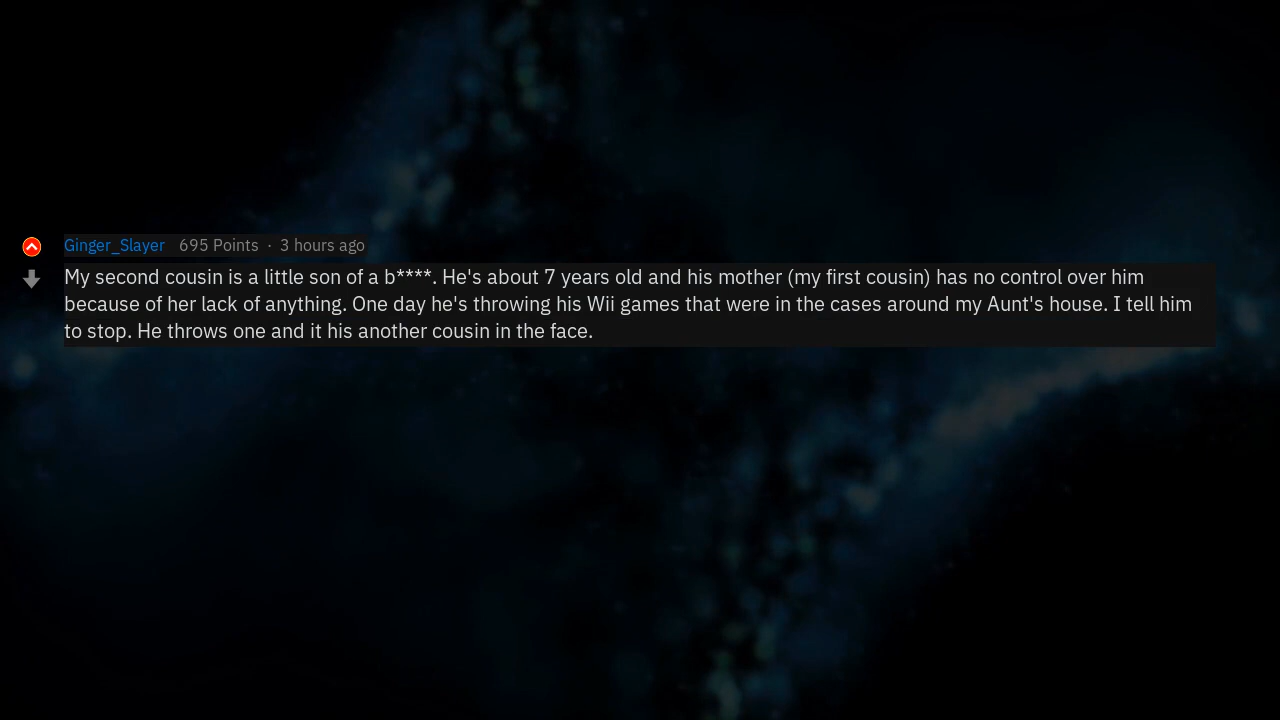 Ginger_Slayer 695 Points · 3 hours ago
My second cousin is a little son of a b****. He's about 7 years old and his mother (my first cousin) has no control over him
because of her lack of anything. One day he's throwing his Wii games that were in the cases around my Aunt's house. I tell him
to stop. He throws one and it his another cousin in the face.